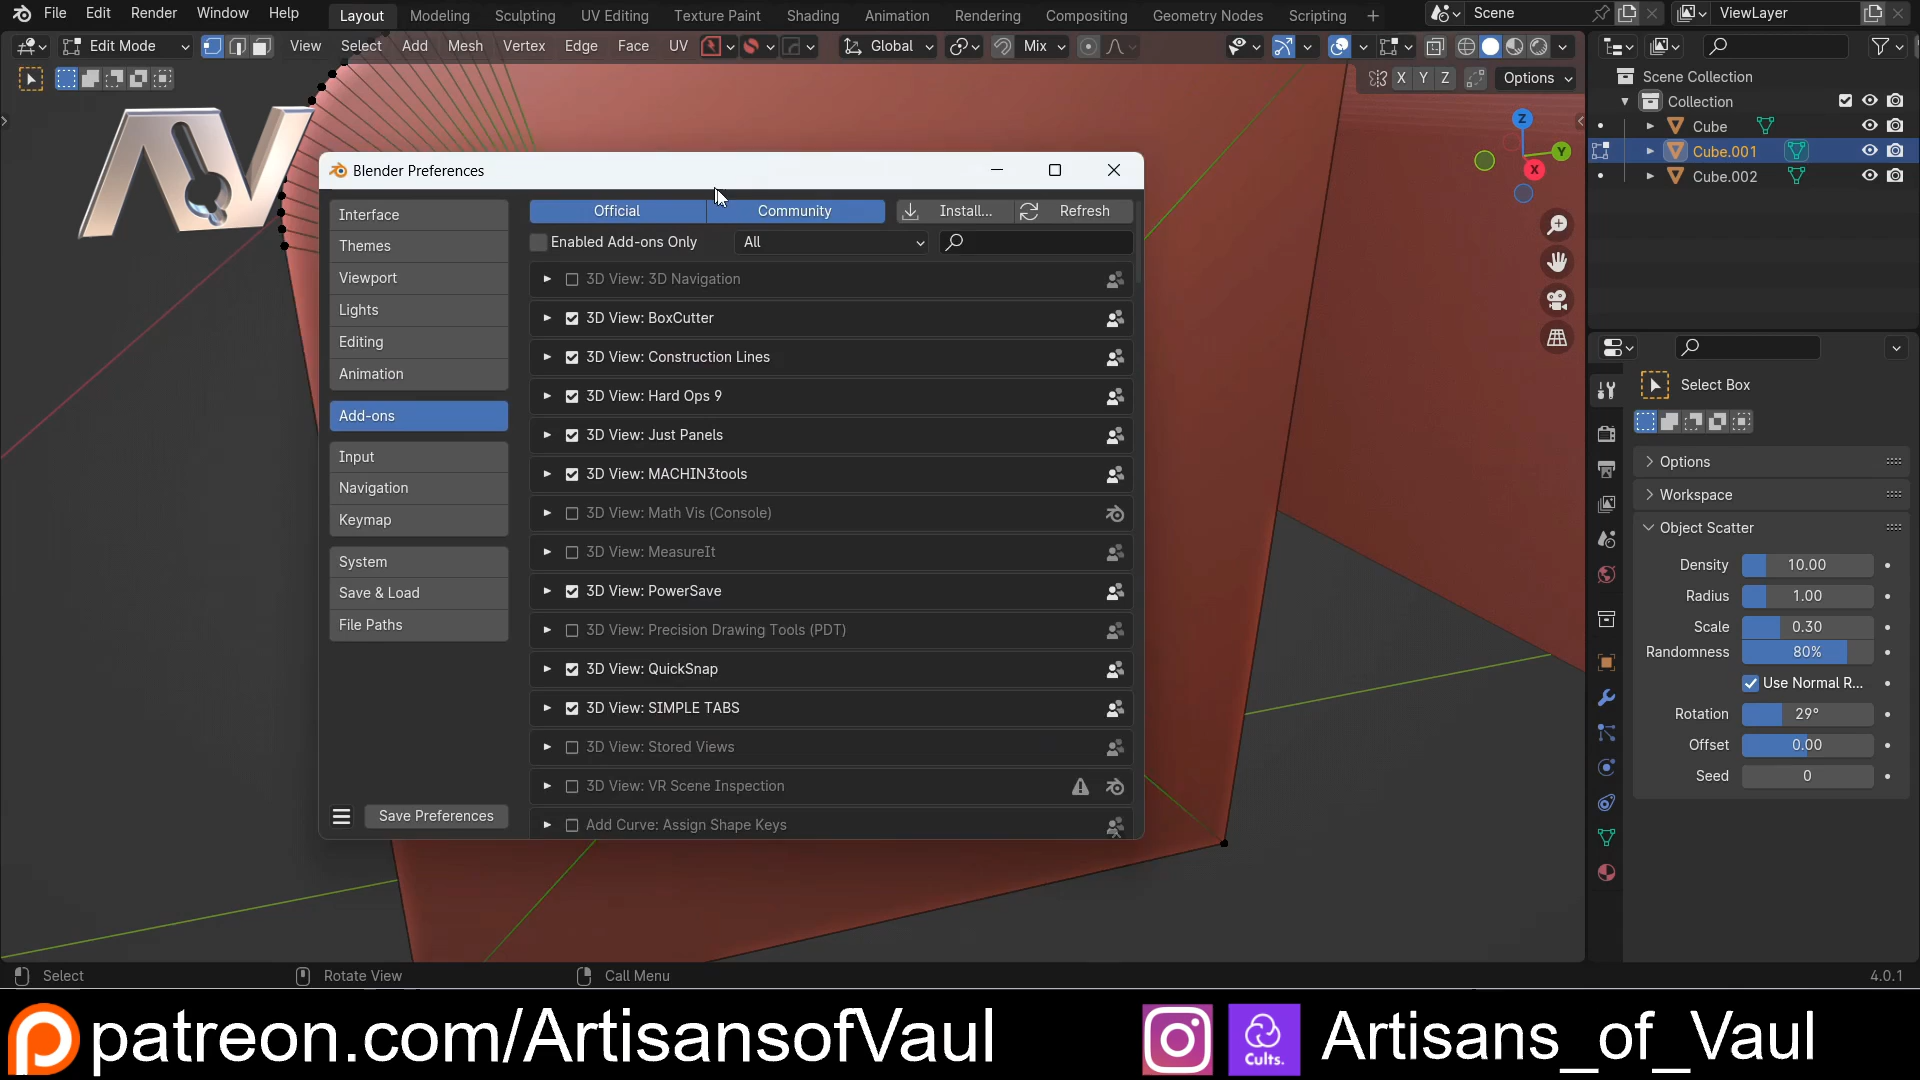 File Edit Render Window Help Layout Modeling Sculpting UV Editing Texture Paint Shading Animation Rendering Compositing Geometry Nodes Scripting + Scene ViewLayer
Edit Mode View Select Add Mesh Vertex Edge Face UV Global Mix
X Y Z Options
Scene Collection
Collection
Cube
Cube.001
Cube.002
Z
Y
X
AV
Blender Preferences
Interface
Themes
Viewport
Lights
Editing
Animation
Add-ons
Input
Navigation
Keymap
System
Save & Load
File Paths
Save Preferences
Official Community Install... Refresh
Enabled Add-ons Only All
3D View: 3D Navigation
3D View: BoxCutter
3D View: Construction Lines
3D View: Hard Ops 9
3D View: Just Panels
3D View: MACHIN3tools
3D View: Math Vis (Console)
3D View: MeasureIt
3D View: PowerSave
3D View: Precision Drawing Tools (PDT)
3D View: QuickSnap
3D View: SIMPLE TABS
3D View: Stored Views
3D View: VR Scene Inspection
Add Curve: Assign Shape Keys
Select Box
Options
Workspace
Object Scatter
Density 10.00
Radius 1.00
Scale 0.30
Randomness 80%
Use Normal R...
Rotation 29°
Offset 0.00
Seed 0
Select Rotate View Call Menu 4.0.1
patreon.com/ArtisansofVaul
Cults.
Artisans_of_Vaul